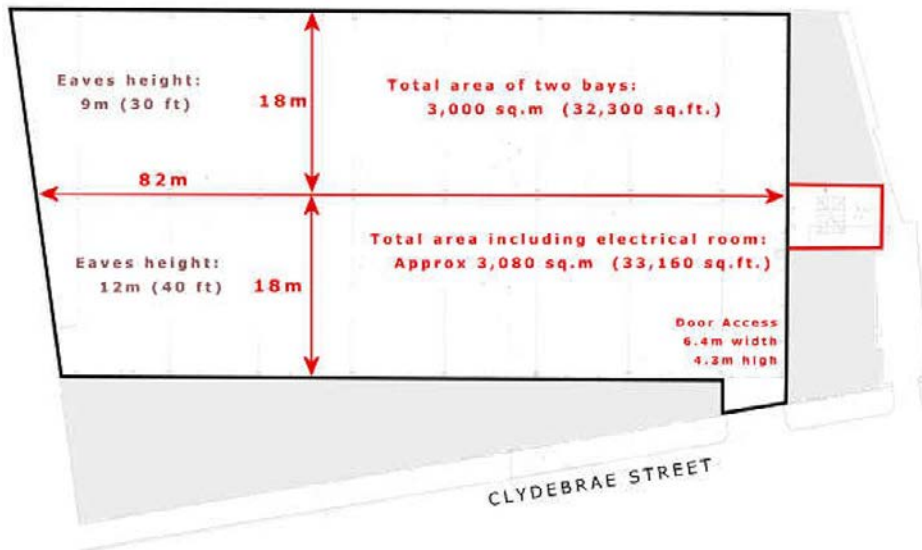 Eaves height:
9m (30 ft)
18m
Total area of two bays:
3,000 sq.m (32,300 sq.ft.)
82m
Eaves height:
12m (40 ft)
18m
Total area including electrical room:
Approx 3,080 sq.m (33,160 sq.ft.)
Door Access
6.4m width
4.3m high
CLYDEBRAE STREET